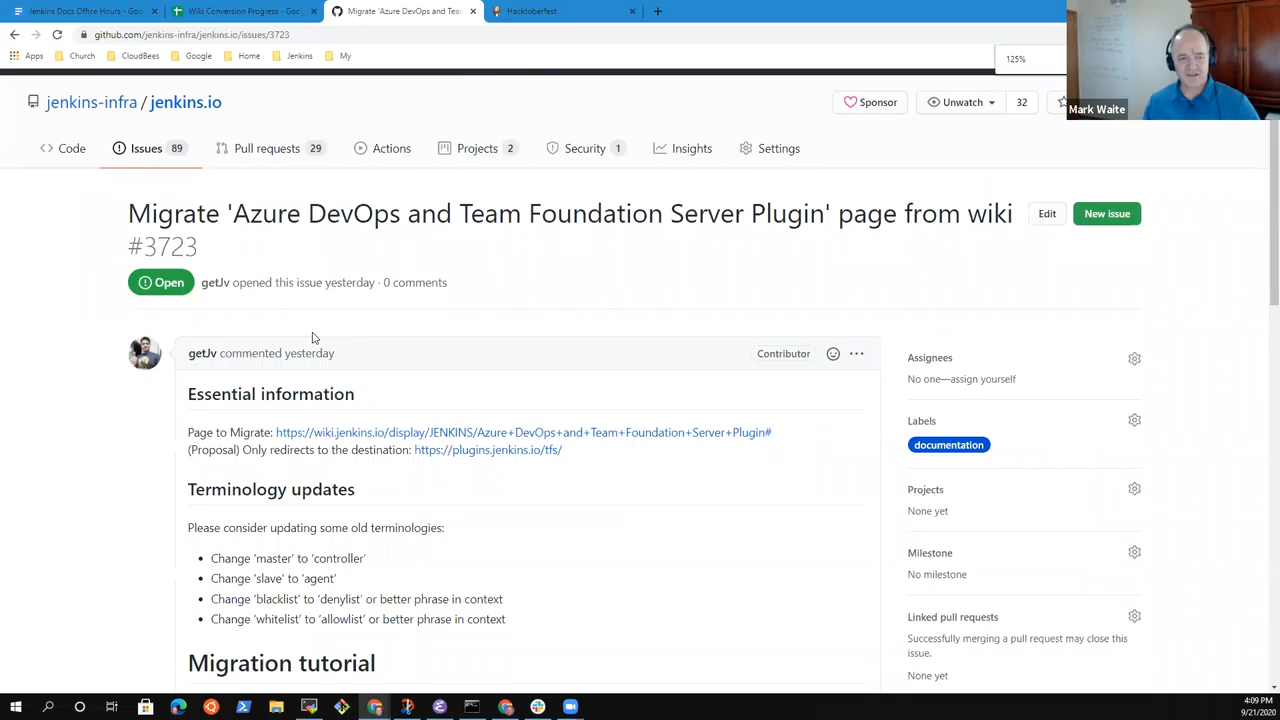 Jenkins Docs Office Hours - Goo
Wiki Conversion Progress - Goo
Migrate 'Azure DevOps and Tea
Hacktoberfest
github.com/jenkins-infra/jenkins.io/issues/3723
Apps
Church
CloudBees
Google
Home
Jenkins
My
125%
Mark Waite
jenkins-infra / jenkins.io
Sponsor
Unwatch
32
Code
Issues 89
Pull requests 29
Actions
Projects 2
Security 1
Insights
Settings
Migrate 'Azure DevOps and Team Foundation Server Plugin' page from wiki
#3723
Edit
New issue
Open
getJv opened this issue yesterday · 0 comments
getJv commented yesterday
Contributor
Essential information
Page to Migrate: https://wiki.jenkins.io/display/JENKINS/Azure+DevOps+and+Team+Foundation+Server+Plugin#
(Proposal) Only redirects to the destination: https://plugins.jenkins.io/tfs/
Terminology updates
Please consider updating some old terminologies:
• Change 'master' to 'controller'
• Change 'slave' to 'agent'
• Change 'blacklist' to 'denylist' or better phrase in context
• Change 'whitelist' to 'allowlist' or better phrase in context
Migration tutorial
Assignees
No one—assign yourself
Labels
documentation
Projects
None yet
Milestone
No milestone
Linked pull requests
Successfully merging a pull request may close this
issue.
None yet
4:09 PM
9/21/2020